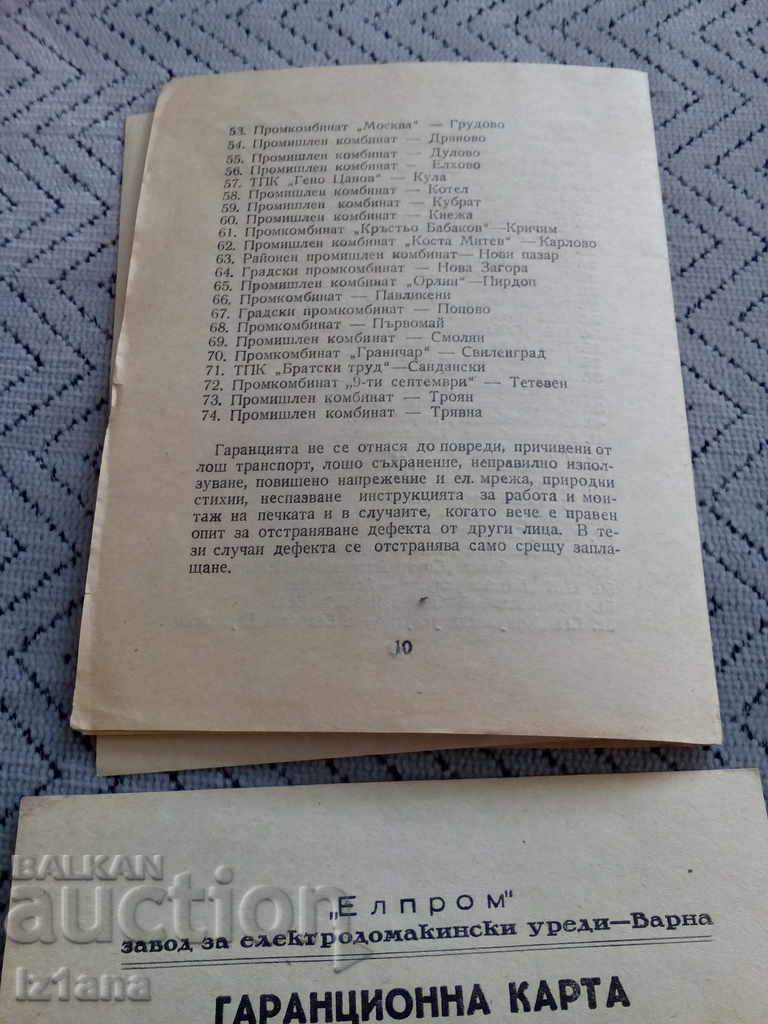 53. Промкомбинат „Москва“ — Грудово
54. Промишлен комбинат — Дряново
55. Промишлен комбинат — Дулово
56. Промишлен комбинат — Елхово
57. ТПК „Гено Цанов“ — Кула
58. Промишлен комбинат — Котел
59. Промишлен комбинат — Кубрат
60. Промишлен комбинат — Кнежа
61. Промкомбинат „Кръстьо Бабаков“—Кричим
62. Промишлен комбинат „Коста Митев“ —Карлово
63. Районен промишлен комбинат—Нови пазар
64. Градски промкомбинат — Нова Загора
65. Промишлен комбинат „Орлин“—Пирдоп
66. Промкомбинат — Павликени
67. Градски промкомбинат — Попово
68. Промкомбинат — Първомай
69. Промишлен комбинат — Смолян
70. Промкомбинат „Граничар“ — Свиленград
71. ТПК „Братски труд“—Сандански
72. Промкомбинат „9-ти септември“ — Тетевен
73. Промишлен комбинат — Троян
74. Промишлен комбинат — Трявна
Гаранцията не се отнася до повреди, причинени от
лош транспорт, лошо съхранение, неправилно изпол-
зуване, повишено напрежение и ел. мрежа, природни
стихии, неспазване инструкцията за работа и мон-
таж на печката и в случаите, когато вече е правен
опит за отстраняване дефекта от други лица. В те-
зи случаи дефекта се отстранява само срещу запла-
щане.
10
„Елпром“
завод за електродомакински уреди—Варна
ГАРАНЦИОННА КАРТА
BALKAN
auction
iz1ana